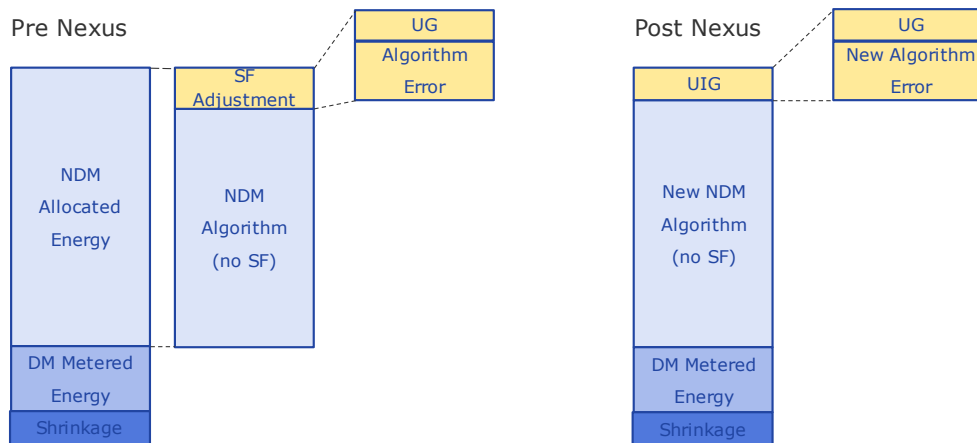 Pre Nexus
NDM
Allocated
Energy
DM Metered
Energy
Shrinkage
SF
Adjustment
NDM
Algorithm
(no SF)
UG
Algorithm
Error
Post Nexus
UIG
New NDM
Algorithm
(no SF)
DM Metered
Energy
Shrinkage
UG
New Algorithm
Error